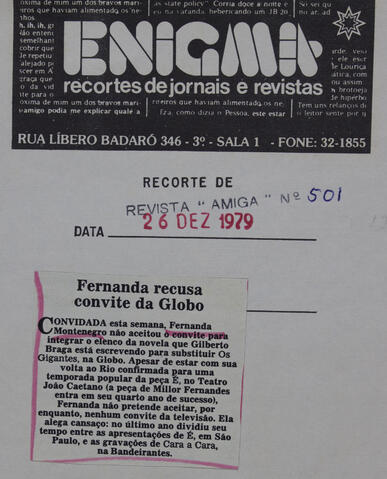 ENIGMA
recortes de jornais e revistas
RUA LÍBERO BADARÓ 346 - 3º - SALA 1 - FONE: 32-1855
RECORTE DE
REVISTA "AMIGA" Nº 501
DATA 26 DEZ 1979
Fernanda recusa
convite da Globo
CONVIDADA esta semana, Fernanda
Montenegro não aceitou o convite para
integrar o elenco da novela que Gilberto
Braga está escrevendo para substituir Os
Gigantes, na Globo. Apesar de estar com sua
volta ao Rio confirmada para uma
temporada popular da peça É, no Teatro
João Caetano (a peça de Millor Fernandes
entra em seu quarto ano de sucesso),
Fernanda não pretende aceitar, por
enquanto, nenhum convite da televisão. Ela
alega cansaço: no último ano dividiu seu
tempo entre as apresentações de É, em São
Paulo, e as gravações de Cara a Cara,
na Bandeirantes.